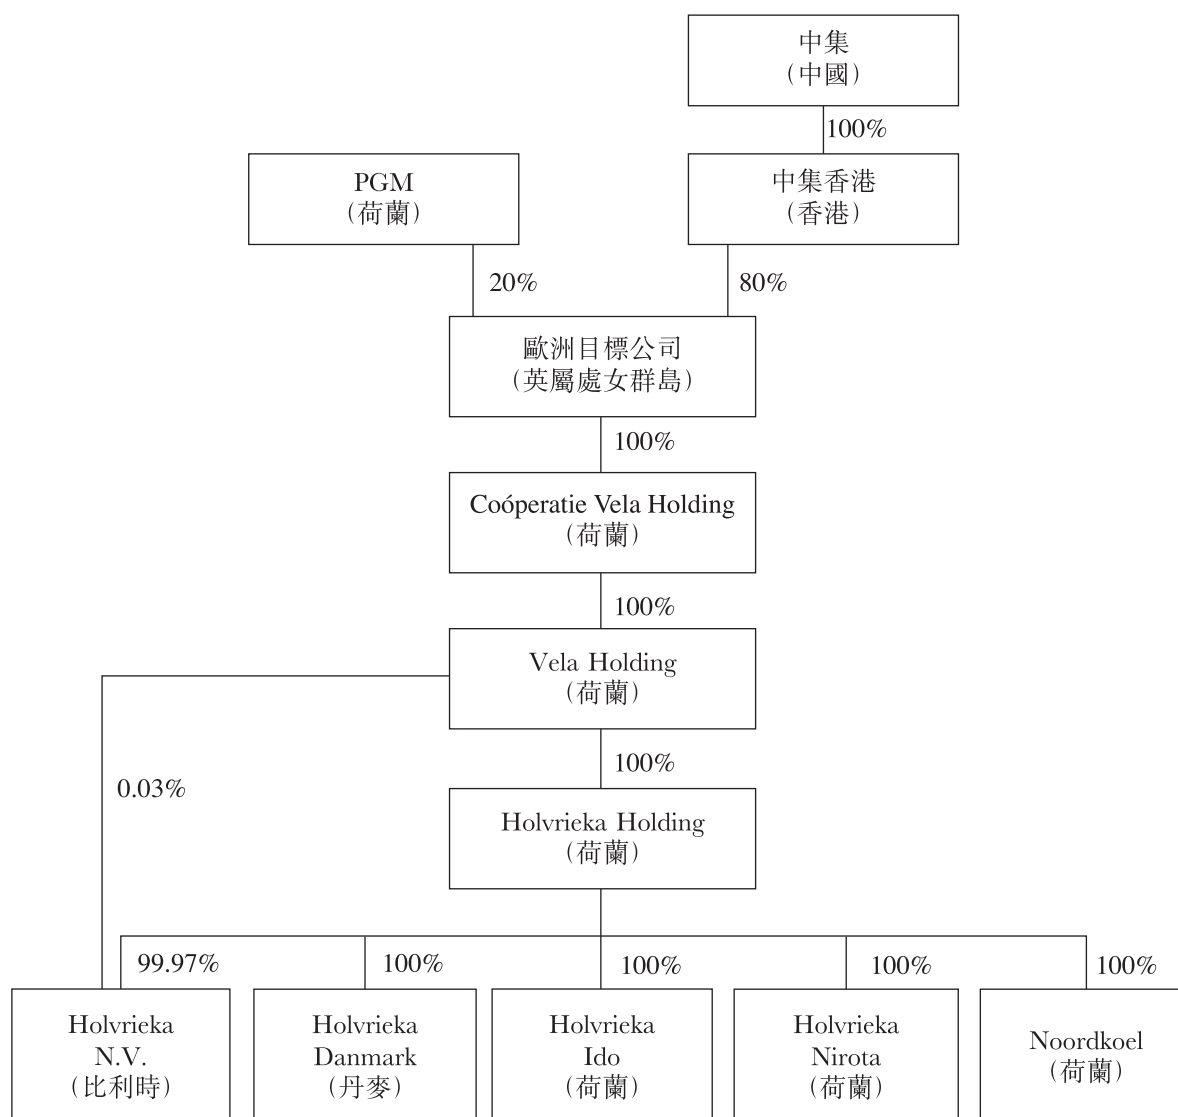 中集
（中國）
100%
PGM
（荷蘭）
中集香港
（香港）
20%
80%
歐洲目標公司
（英屬處女群島）
100%
Coóperatie Vela Holding
（荷蘭）
100%
Vela Holding
（荷蘭）
100%
0.03%
Holvrieka Holding
（荷蘭）
99.97%
100%
100%
100%
100%
Holvrieka
N.V.
（比利時）
Holvrieka
Danmark
（丹麥）
Holvrieka
Ido
（荷蘭）
Holvrieka
Nirota
（荷蘭）
Noordkoel
（荷蘭）